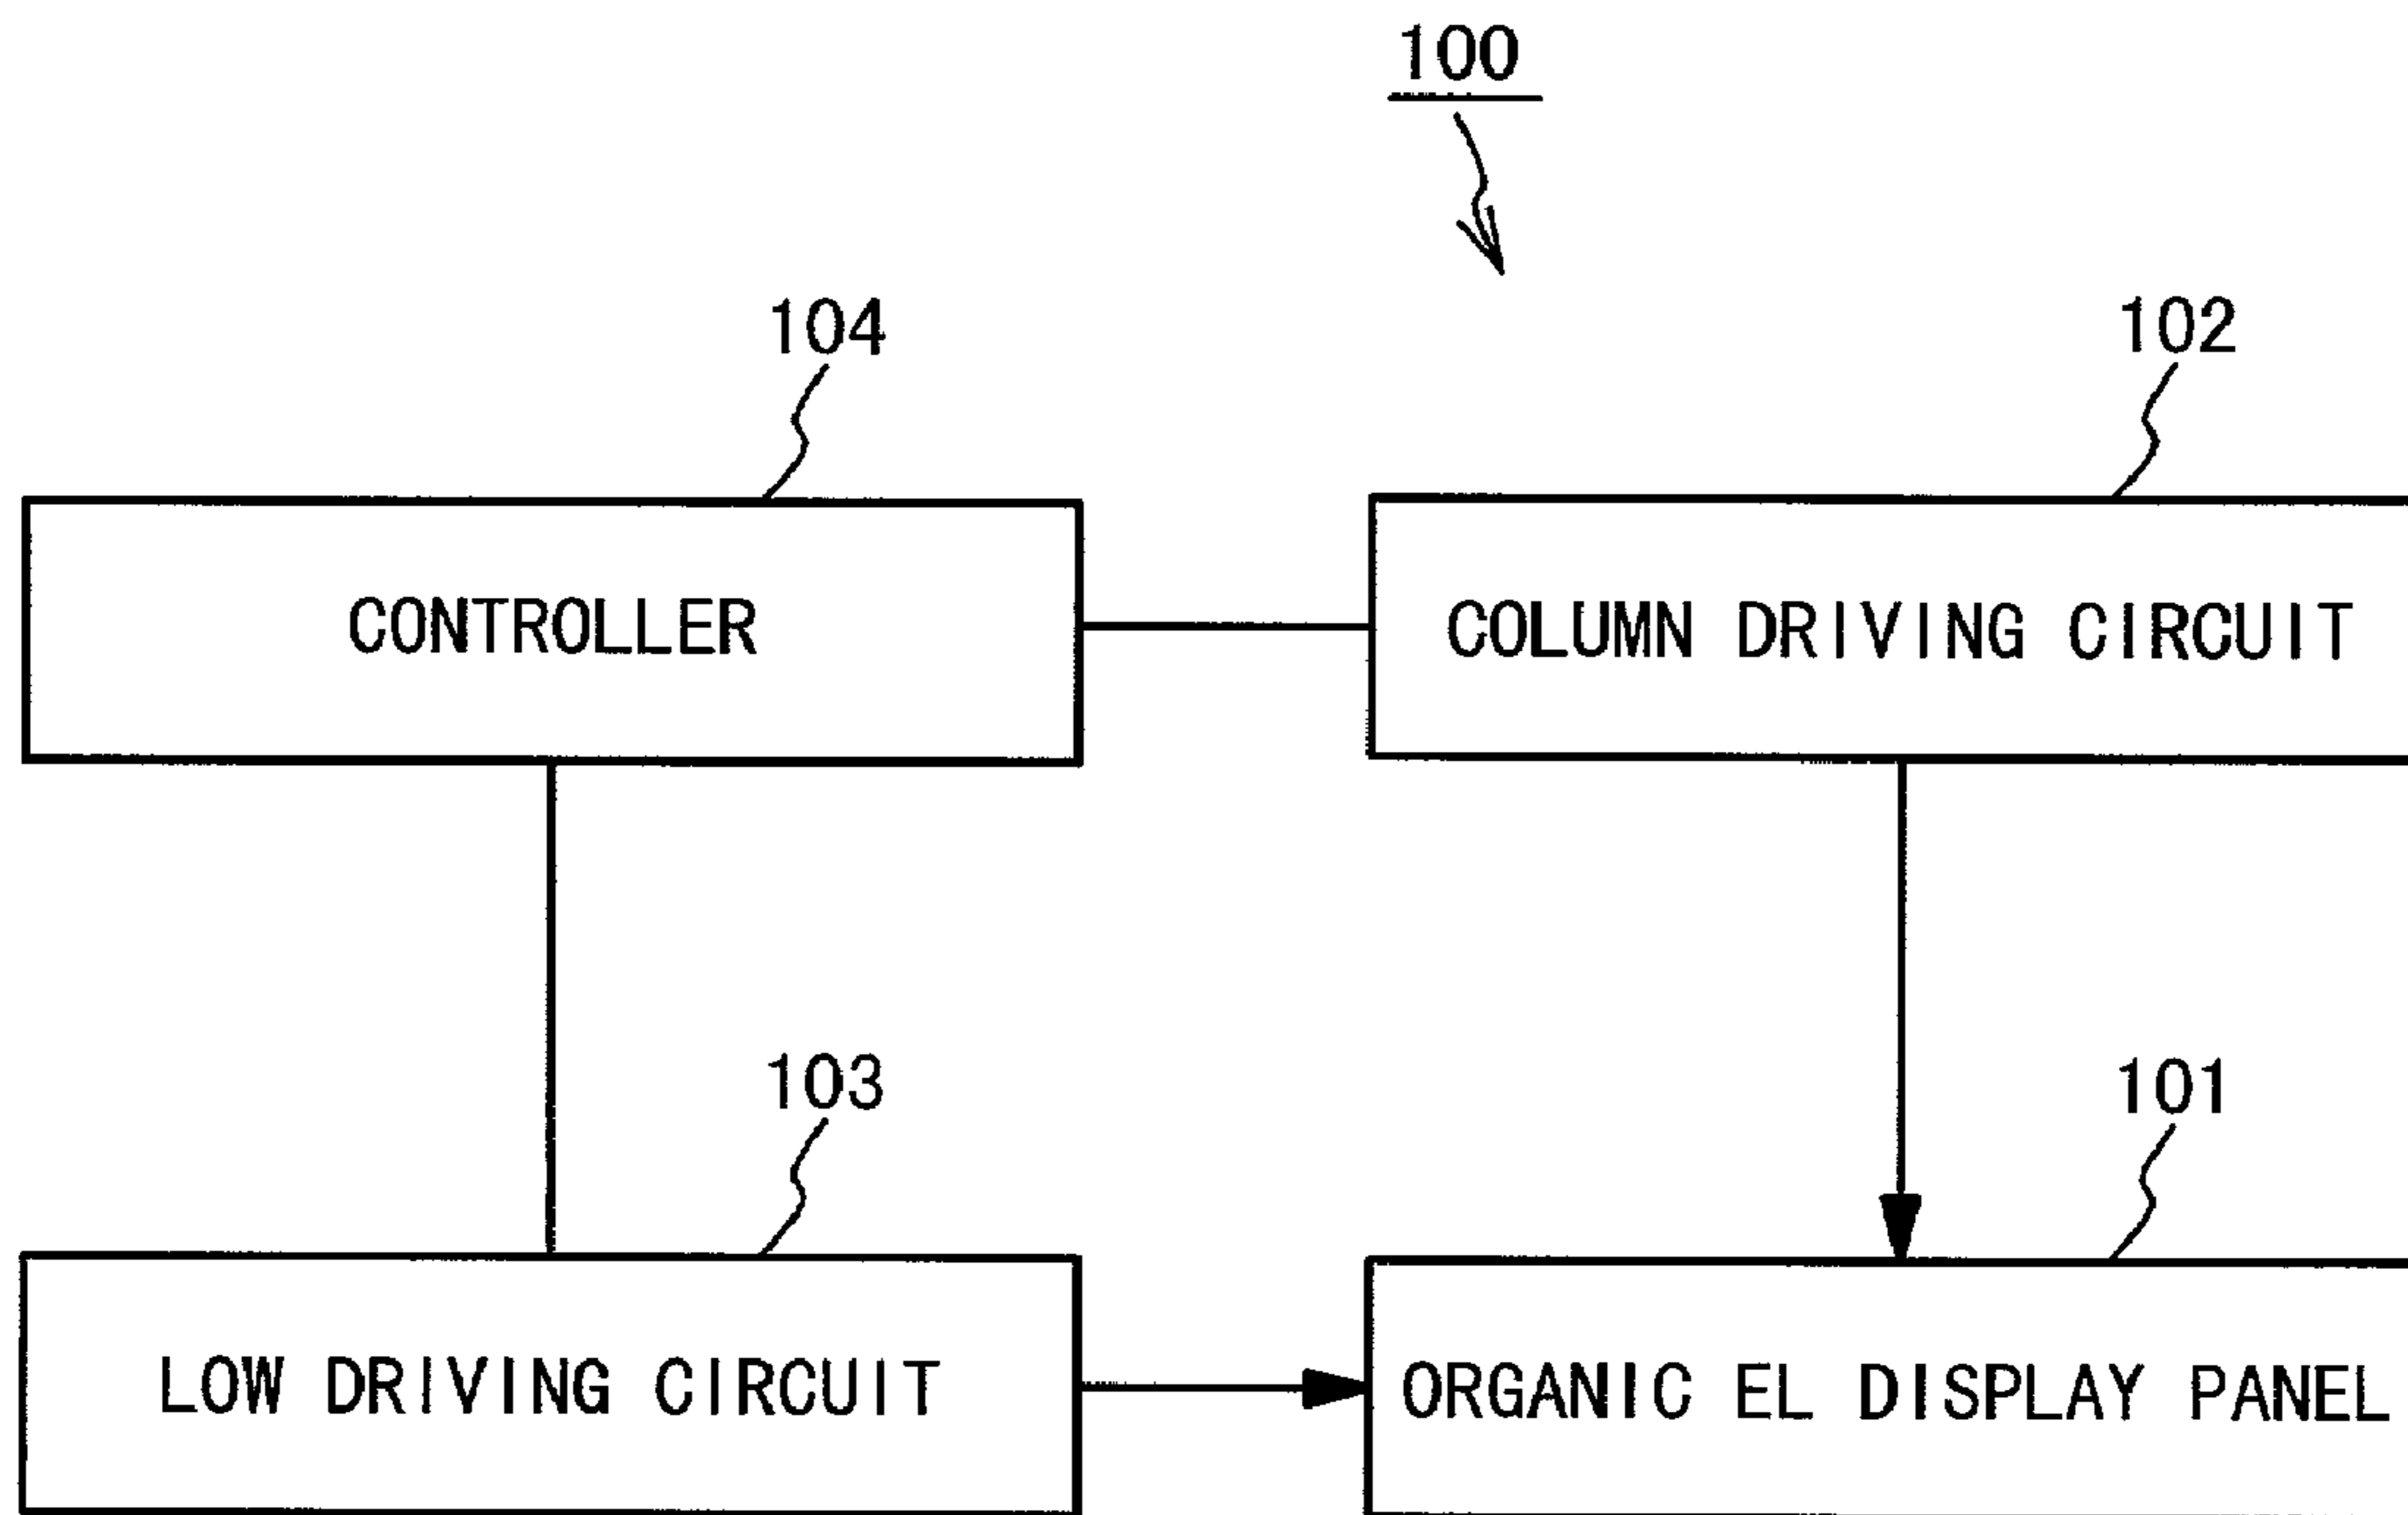 100
104
102
CONTROLLER
COLUMN DRIVING CIRCUIT
103
101
LOW DRIVING CIRCUIT
ORGANIC EL DISPLAY PANEL